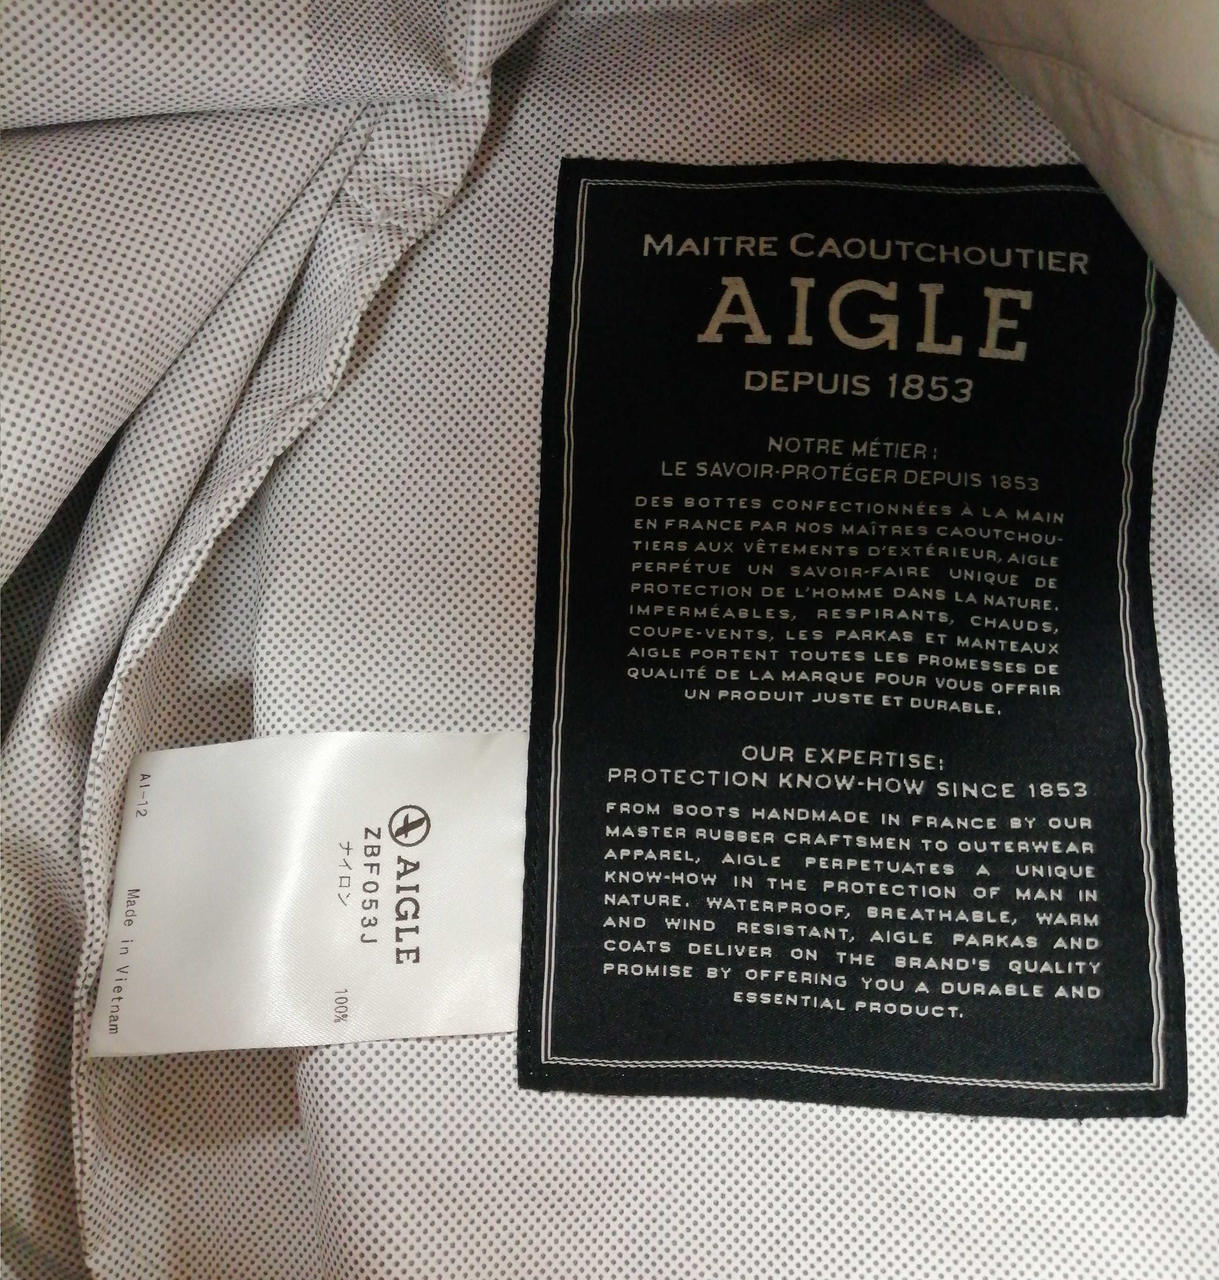 MAITRE CAOUTCHOUTIER
AIGLE
DEPUIS 1853
NOTRE MÉTIER :
LE SAVOIR-PROTÉGER DEPUIS 1853
DES BOTTES CONFECTIONNÉES À LA MAIN
EN FRANCE PAR NOS MAÎTRES CAOUTCHOU-
TIERS AUX VÊTEMENTS D'EXTÉRIEUR, AIGLE
PERPÉTUE UN SAVOIR-FAIRE UNIQUE DE
PROTECTION DE L'HOMME DANS LA NATURE.
IMPERMÉABLES, RESPIRANTS, CHAUDS,
COUPE-VENTS, LES PARKAS ET MANTEAUX
AIGLE PORTENT TOUTES LES PROMESSES DE
QUALITÉ DE LA MARQUE POUR VOUS OFFRIR
UN PRODUIT JUSTE ET DURABLE.
OUR EXPERTISE:
PROTECTION KNOW-HOW SINCE 1853
FROM BOOTS HANDMADE IN FRANCE BY OUR
MASTER RUBBER CRAFTSMEN TO OUTERWEAR
APPAREL, AIGLE PERPETUATES A UNIQUE
KNOW-HOW IN THE PROTECTION OF MAN IN
NATURE. WATERPROOF, BREATHABLE, WARM
AND WIND RESISTANT, AIGLE PARKAS AND
COATS DELIVER ON THE BRAND'S QUALITY
PROMISE BY OFFERING YOU A DURABLE AND
ESSENTIAL PRODUCT.
AIGLE
ZBF053J
ナイロン 100%
AI-12 Made in Vietnam